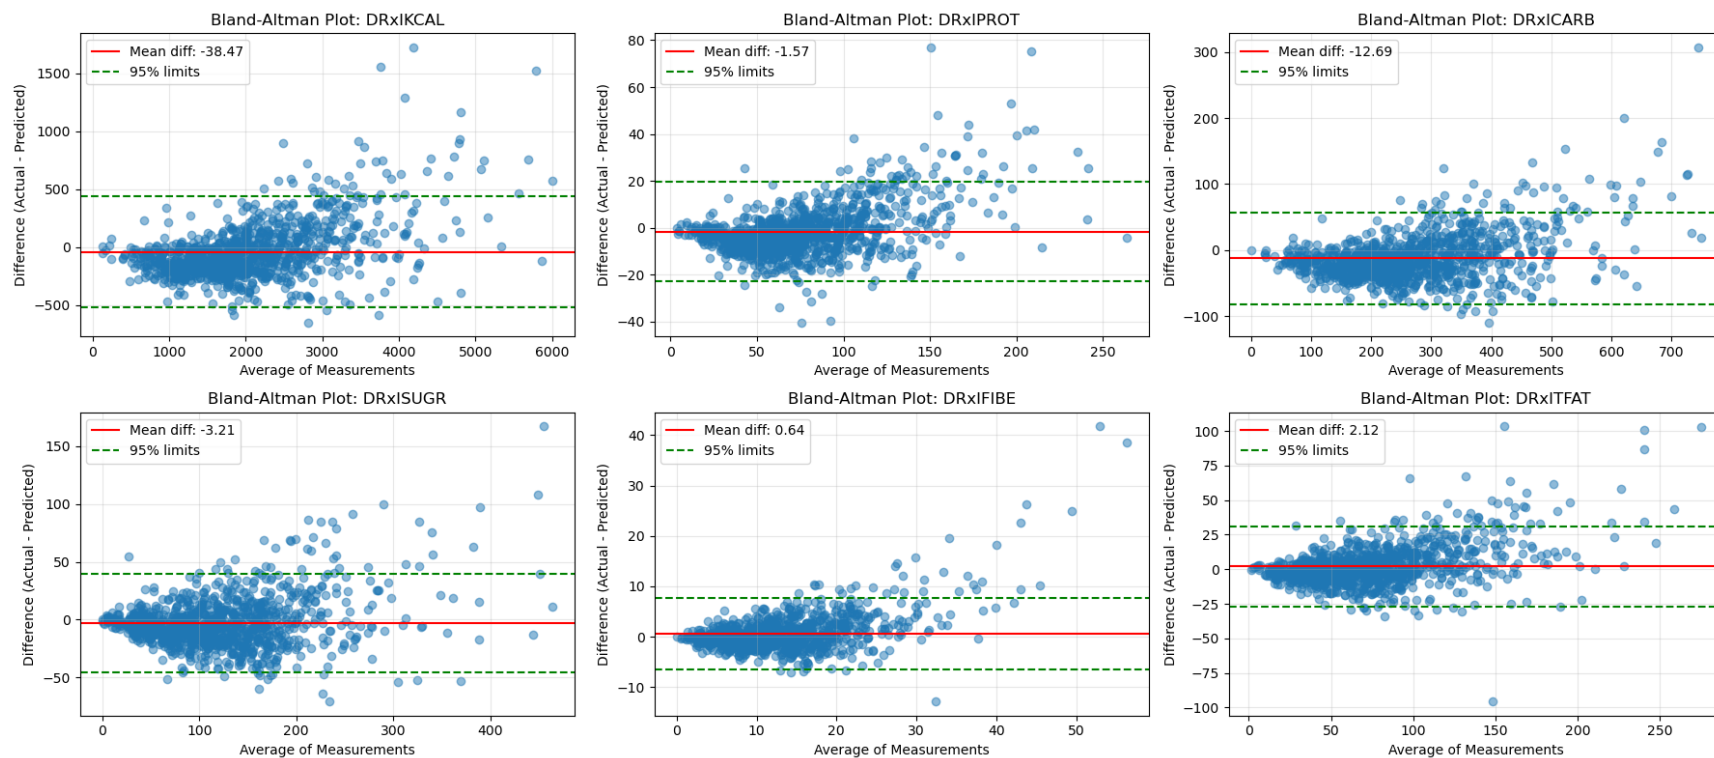 Bland-Altman Plot: DRxIKCAL
Mean diff: -38.47
95% limits
Difference (Actual - Predicted)
1500
1000
500
0
−500
0 1000 2000 3000 4000 5000 6000
Average of Measurements
Bland-Altman Plot: DRxIPROT
Mean diff: -1.57
95% limits
Difference (Actual - Predicted)
80
60
40
20
0
−20
−40
0 50 100 150 200 250
Average of Measurements
Bland-Altman Plot: DRxICARB
Mean diff: -12.69
95% limits
Difference (Actual - Predicted)
300
200
100
0
−100
0 100 200 300 400 500 600 700
Average of Measurements
Bland-Altman Plot: DRxISUGR
Mean diff: -3.21
95% limits
Difference (Actual - Predicted)
150
100
50
0
−50
0 100 200 300 400
Average of Measurements
Bland-Altman Plot: DRxIFIBE
Mean diff: 0.64
95% limits
Difference (Actual - Predicted)
40
30
20
10
0
−10
0 10 20 30 40 50
Average of Measurements
Bland-Altman Plot: DRxITFAT
Mean diff: 2.12
95% limits
Difference (Actual - Predicted)
100
75
50
25
0
−25
−50
−75
−100
0 50 100 150 200 250
Average of Measurements